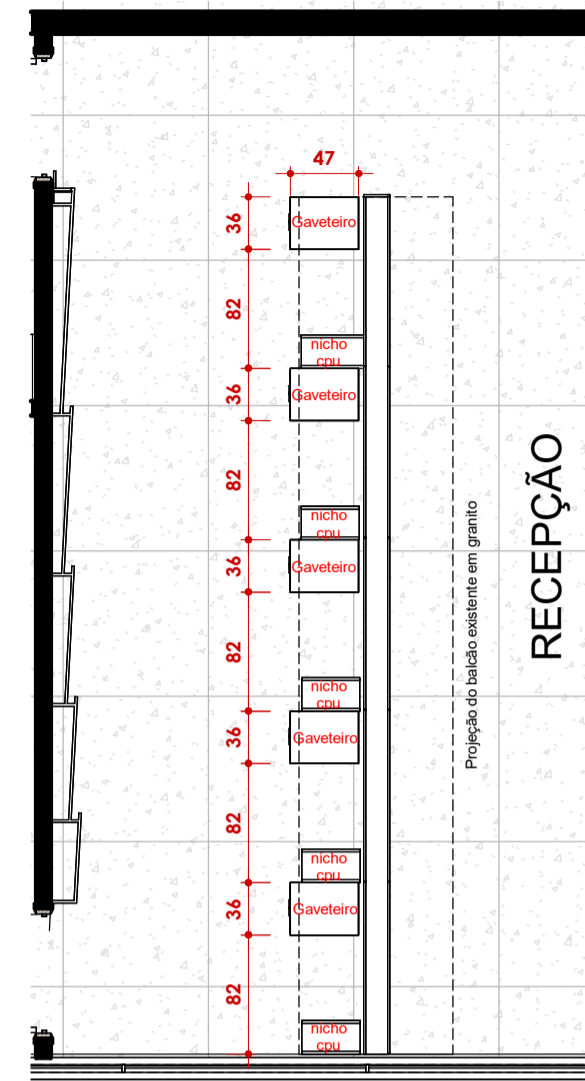 47
36
Gaveteiro
82
nicho
cpu
36
Gaveteiro
82
nicho
cpu
36
Gaveteiro
82
nicho
cpu
36
Gaveteiro
82
nicho
cpu
36
Gaveteiro
82
nicho
cpu
Projeção do balcão existente em granito
RECEPÇÃO